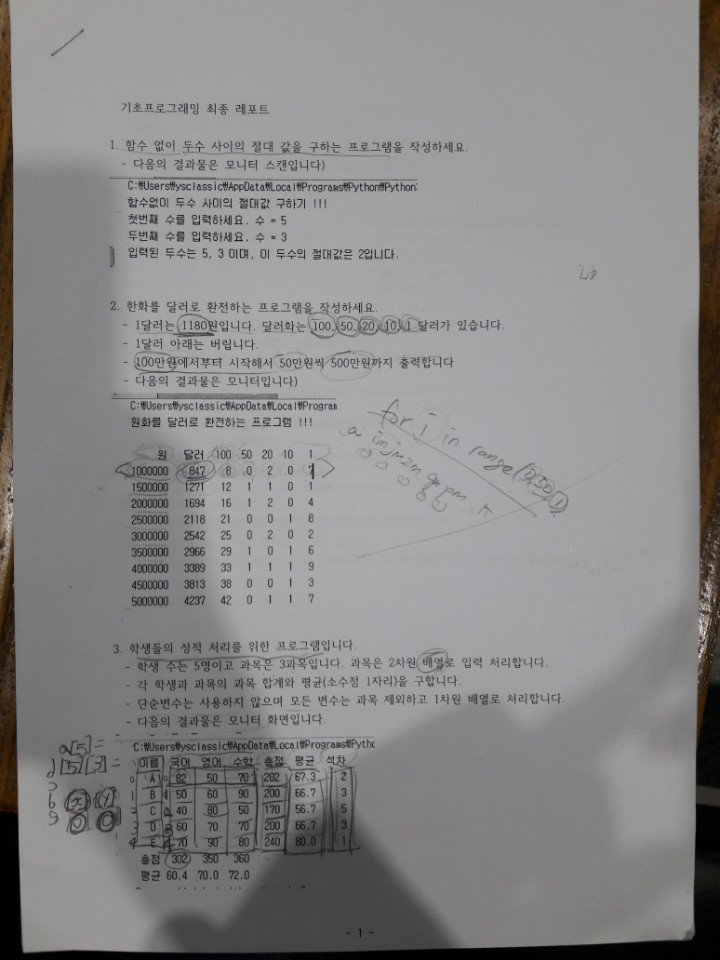 기초프로그래밍 최종 레포트
1. 함수 없이 두수 사이의 절대 값을 구하는 프로그램을 작성하세요.
- 다음의 결과물은 모니터 스캔입니다)
C:\Users\ysclassic\AppData\Local\Programs\Python\Python
함수없이 두수 사이의 절대값 구하기 !!!
첫번째 수를 입력하세요. 수 = 5
두번째 수를 입력하세요. 수 = 3
입력된 두수는 5, 3 이며, 이 두수의 절대값은 2입니다.
2. 한화를 달러로 환전하는 프로그램을 작성하세요.
- 1달러는 1180원입니다. 달러화는 100, 50, 20, 10, 1 달러가 있습니다.
- 1달러 아래는 버립니다.
- 100만원에서부터 시작해서 50만원씩 500만원까지 출력합니다
- 다음의 결과물은 모니터입니다)
C:\Users\ysclassic\AppData\Local\Program
원화를 달러로 환전하는 프로그램 !!!
for i in range(
원 달러 100 50 20 10 1
1000000 847 8 0 2 0 7
1500000 1271 12 1 1 0 1
2000000 1694 16 1 2 0 4
2500000 2118 21 0 0 1 8
3000000 2542 25 0 2 0 2
3500000 2966 29 1 0 1 6
4000000 3389 33 1 1 1 9
4500000 3813 38 0 0 1 3
5000000 4237 42 0 1 1 7
3. 학생들의 성적 처리를 위한 프로그램입니다.
- 학생 수는 5명이고 과목은 3과목입니다. 과목은 2차원 배열로 입력 처리합니다.
- 각 학생과 과목의 과목 합계와 평균(소수점 1자리)을 구합니다.
- 단순변수는 사용하지 않으며 모든 변수는 과목 제외하고 1차원 배열로 처리합니다.
- 다음의 결과물은 모니터 화면입니다.
C:\Users\ysclassic\AppData\Local\Programs\Pytho
[5]=
[5][3]=
이름 국어 영어 수학 총점 평균 석차
A 82 50 70 202 67.3 2
B 50 60 90 200 66.7 3
C 40 80 50 170 56.7 5
D 60 70 70 200 66.7 3
E 70 90 80 240 80.0 1
총점 302 350 360
평균 60.4 70.0 72.0
- 1 -